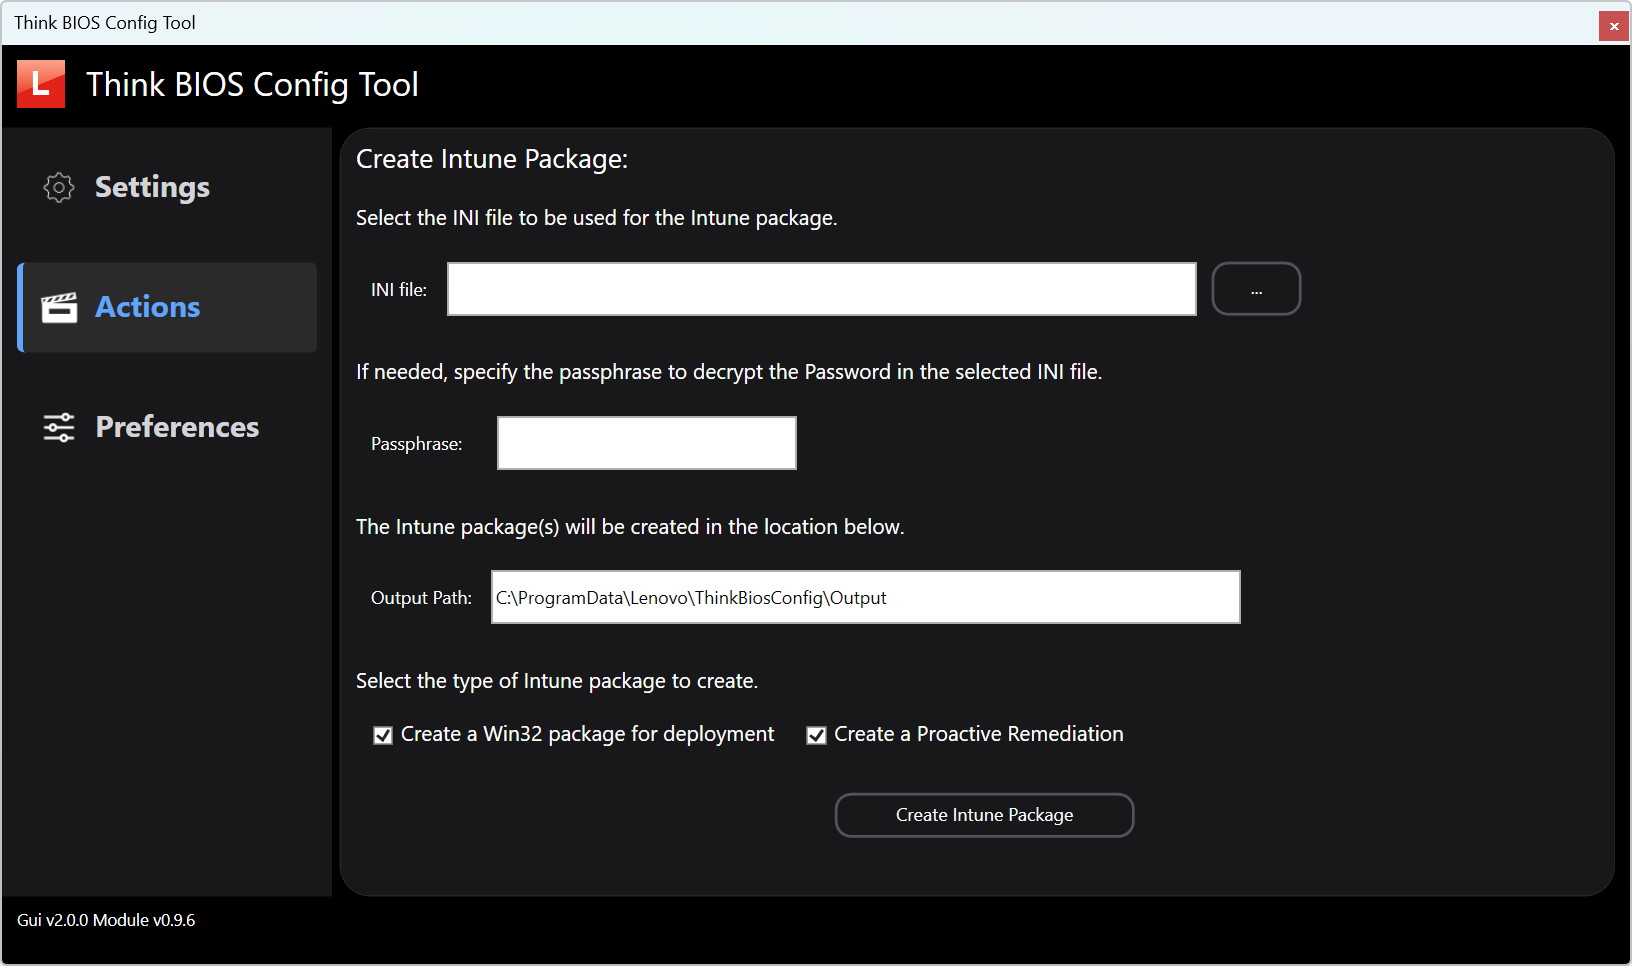 Think BIOS Config Tool
x
L Think BIOS Config Tool
Settings
Actions
Preferences
Create Intune Package:
Select the INI file to be used for the Intune package.
INI file:
...
If needed, specify the passphrase to decrypt the Password in the selected INI file.
Passphrase:
The Intune package(s) will be created in the location below.
Output Path: C:\ProgramData\Lenovo\ThinkBiosConfig\Output
Select the type of Intune package to create.
Create a Win32 package for deployment Create a Proactive Remediation
Create Intune Package
Gui v2.0.0 Module v0.9.6